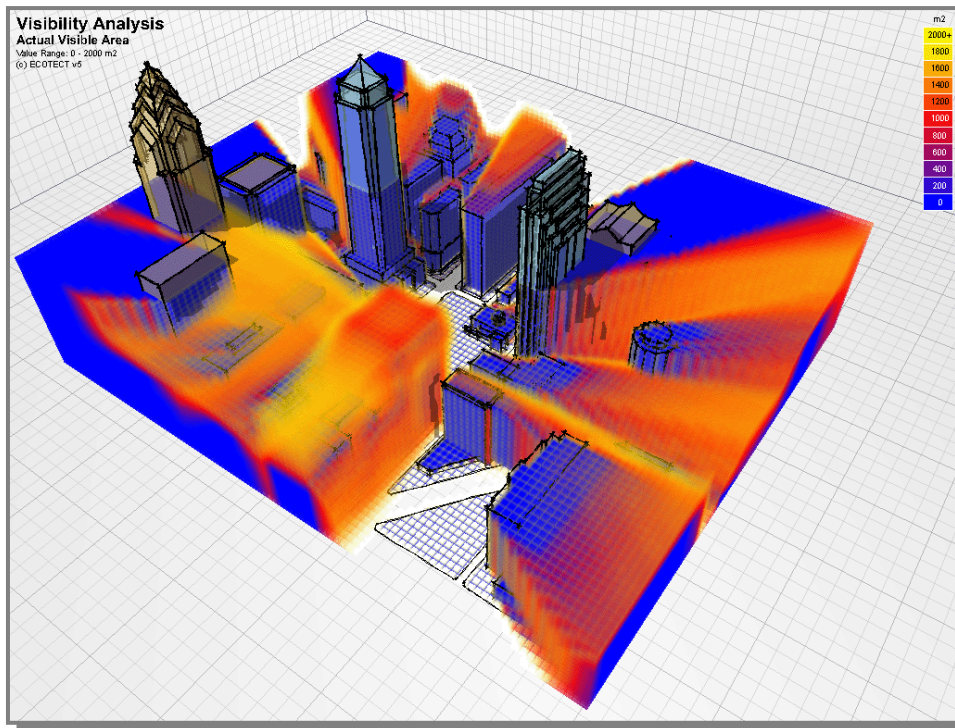 Visibility Analysis
Actual Visible Area
Value Range: 0 - 2000 m2
(c) ECOTECT v5
m2
2000+
1800
1600
1400
1200
1000
800
600
400
200
0